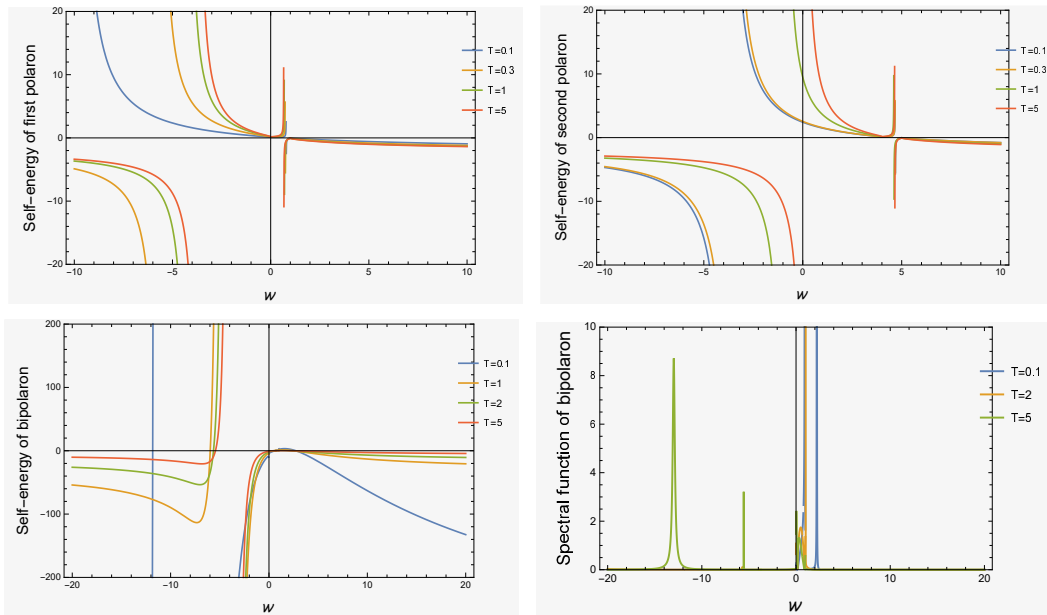 Self-energy of first polaron
20
10
0
−10
−20
−10
−5
0
5
10
w
T=0.1
T=0.3
T=1
T=5
Self-energy of second polaron
20
10
0
−10
−20
−10
−5
0
5
10
w
T=0.1
T=0.3
T=1
T=5
Self-energy of bipolaron
200
100
0
−100
−200
−20
−10
0
10
20
w
T=0.1
T=1
T=2
T=5
Spectral function of bipolaron
10
8
6
4
2
0
−20
−10
0
10
20
w
T=0.1
T=2
T=5